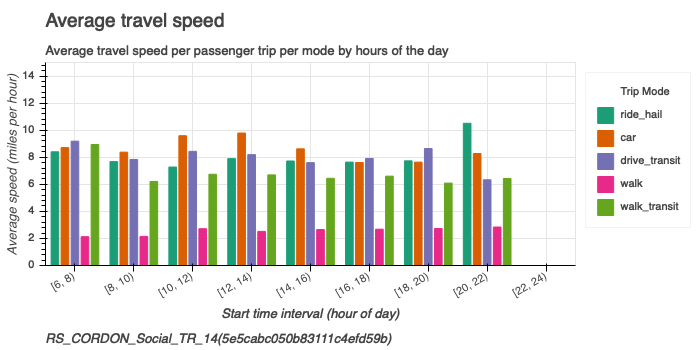 Average travel speed
Average travel speed per passenger trip per mode by hours of the day
Average speed (miles per hour)
14
12
10
8
6
4
2
0
[6, 8)
[8, 10)
[10, 12)
[12, 14)
[14, 16)
[16, 18)
[18, 20)
[20, 22)
[22, 24)
Start time interval (hour of day)
Trip Mode
ride_hail
car
drive_transit
walk
walk_transit
RS_CORDON_Social_TR_14(5e5cabc050b83111c4efd59b)